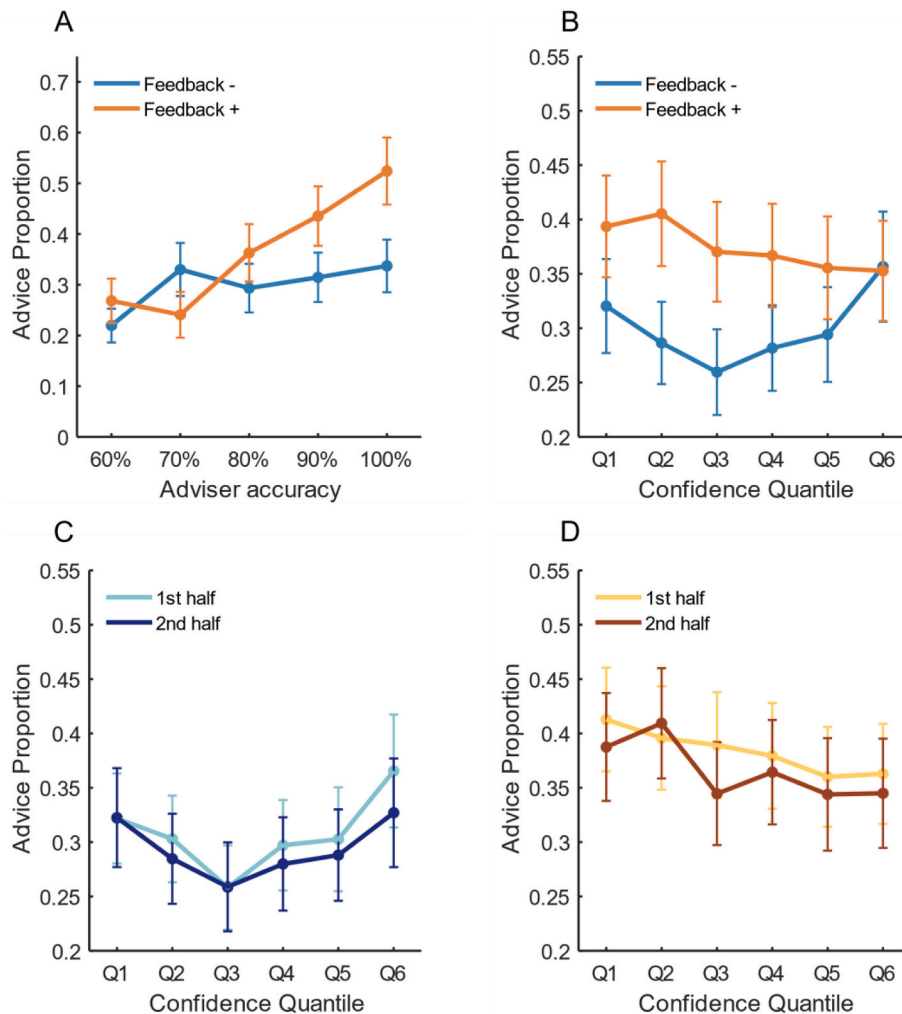 A
Feedback -
Feedback +
0.7
0.6
0.5
0.4
0.3
0.2
0.1
0
Advice Proportion
60% 70% 80% 90% 100%
Adviser accuracy
B
Feedback -
Feedback +
0.55
0.5
0.45
0.4
0.35
0.3
0.25
0.2
Advice Proportion
Q1 Q2 Q3 Q4 Q5 Q6
Confidence Quantile
C
1st half
2nd half
0.55
0.5
0.45
0.4
0.35
0.3
0.25
0.2
Advice Proportion
Q1 Q2 Q3 Q4 Q5 Q6
Confidence Quantile
D
1st half
2nd half
0.55
0.5
0.45
0.4
0.35
0.3
0.25
0.2
Advice Proportion
Q1 Q2 Q3 Q4 Q5 Q6
Confidence Quantile